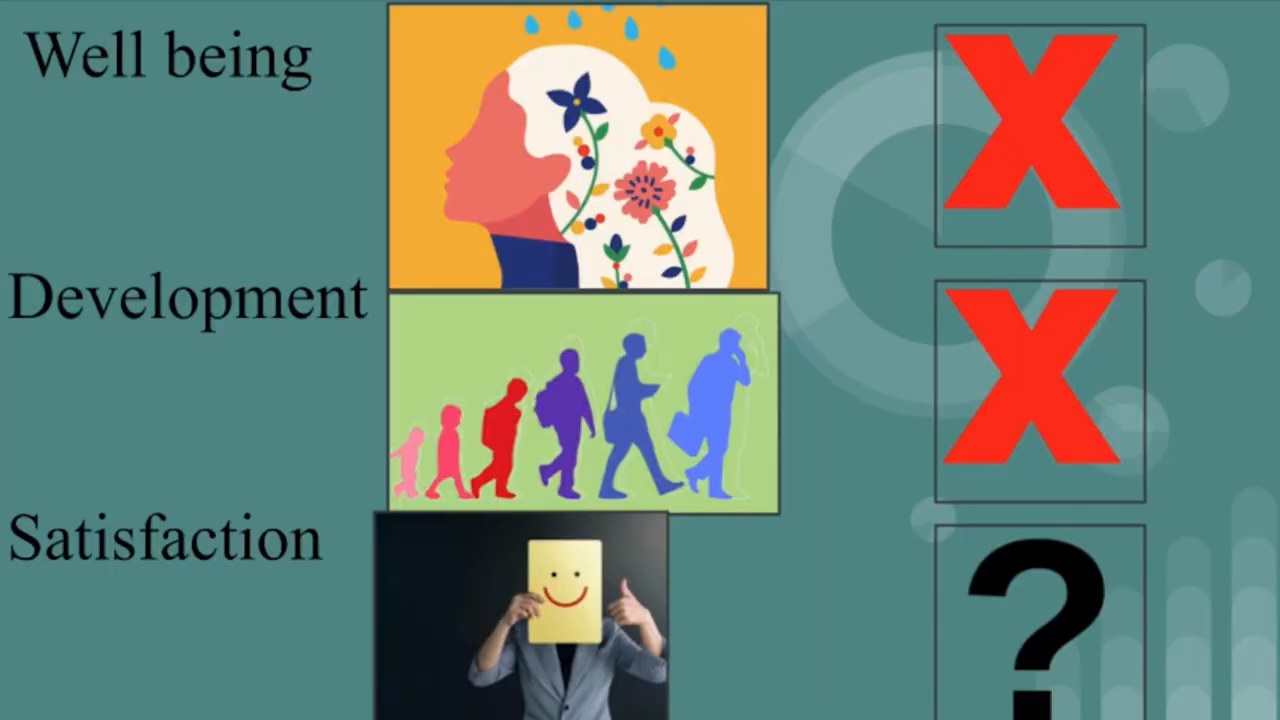 Well being
X
Development
X
Satisfaction
?